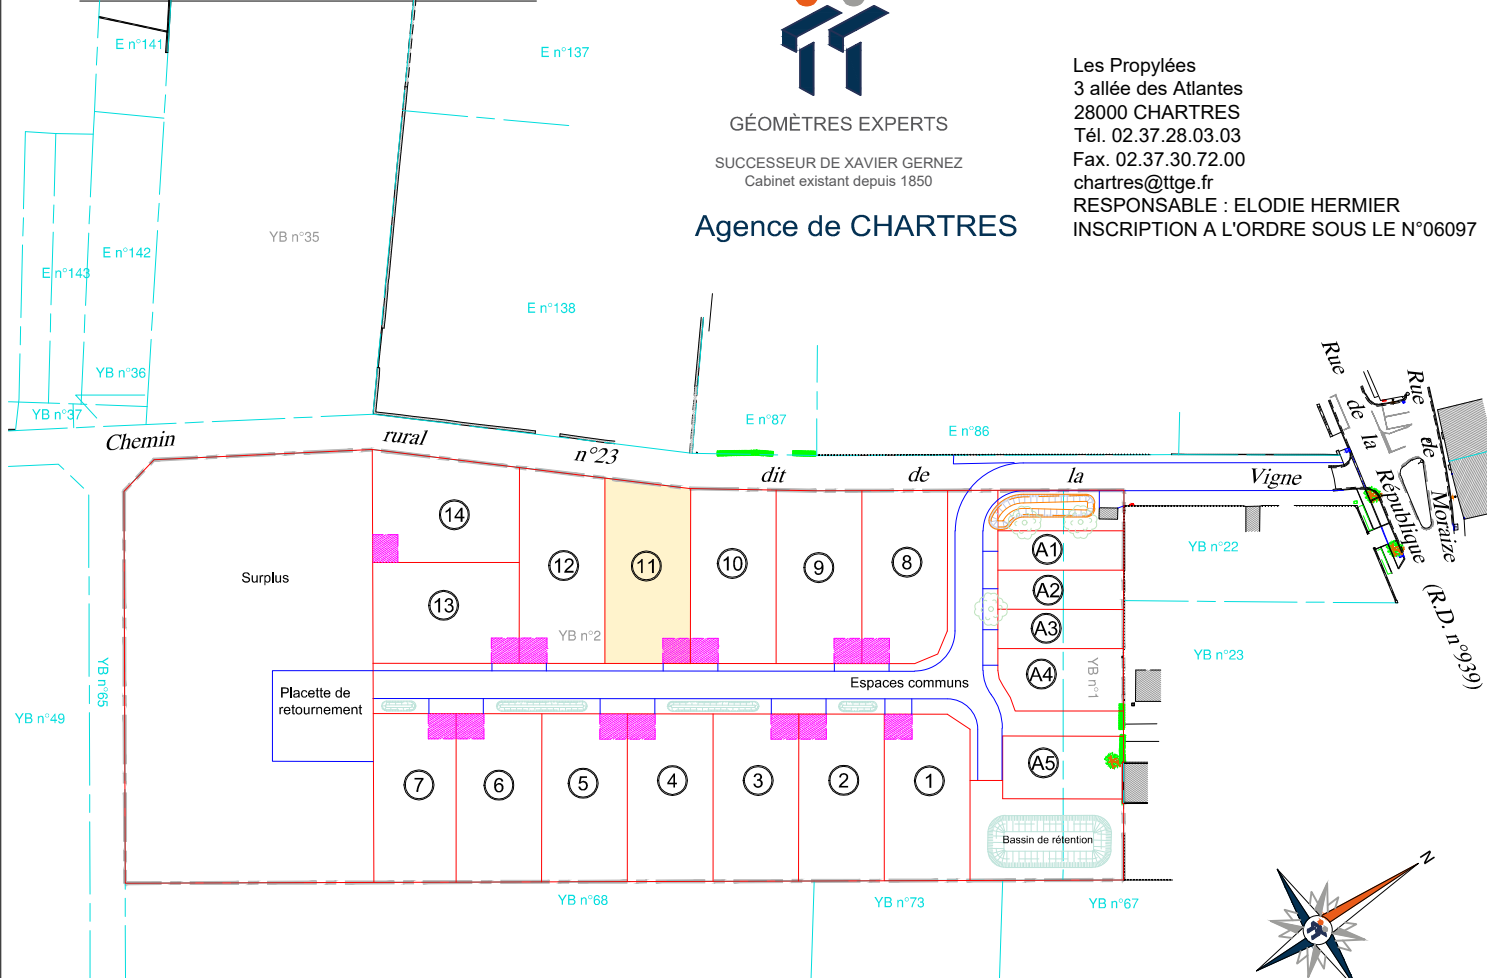 GÉOMÈTRES EXPERTS
SUCCESSEUR DE XAVIER GERNEZ
Cabinet existant depuis 1850
Agence de CHARTRES
Les Propylées
3 allée des Atlantes
28000 CHARTRES
Tél. 02.37.28.03.03
Fax. 02.37.30.72.00
chartres@ttge.fr
RESPONSABLE : ELODIE HERMIER
INSCRIPTION A L'ORDRE SOUS LE N°06097
E n°141
E n°137
YB n°35
E n°142
E n°143
E n°138
YB n°36
YB n°37
E n°87
E n°86
Chemin rural n°23 dit de la Vigne
Rue de la République
Rue de Moraize
(R.D. n°939)
14
12
11
10
9
8
13
Surplus
YB n°2
A1
A2
A3
A4
A5
YB n°1
YB n°22
YB n°23
YB n°65
YB n°49
Placette de
retournement
Espaces communs
7
6
5
4
3
2
1
Bassin de rétention
YB n°68
YB n°73
YB n°67
N